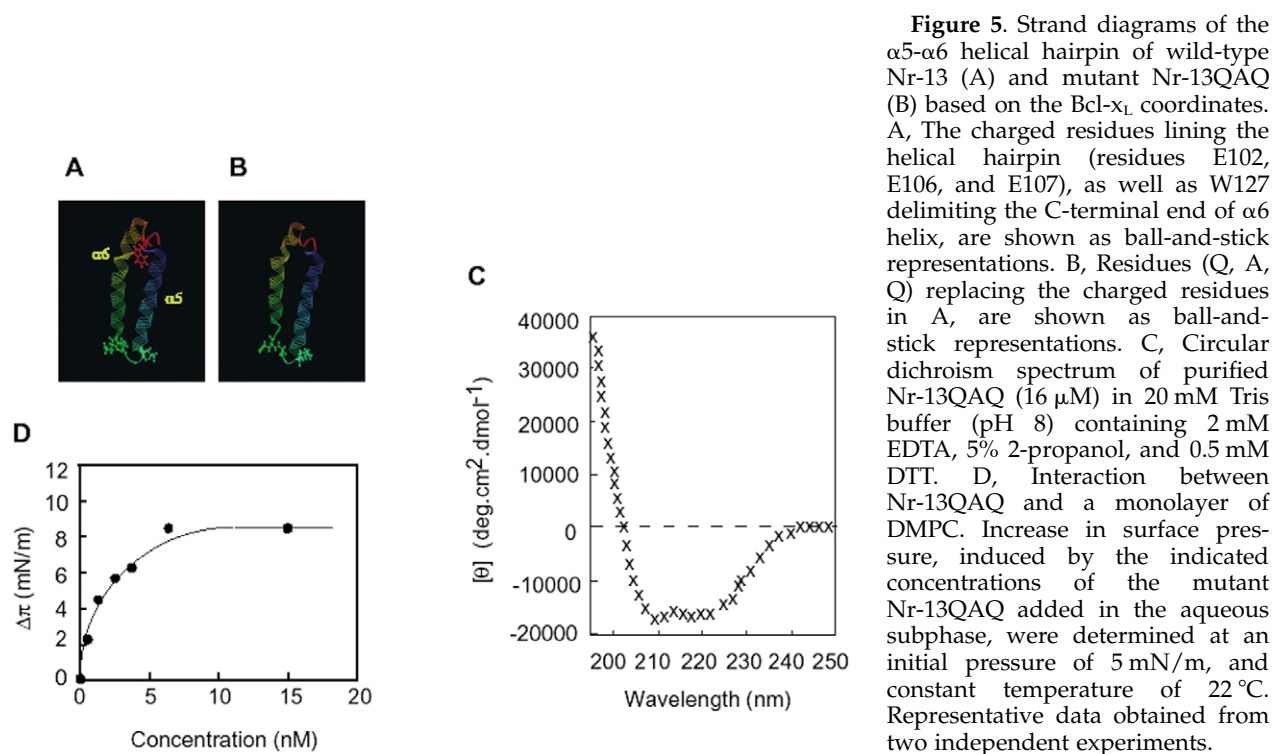 A
B
α6
α5
C
40000
30000
20000
10000
0
-10000
-20000
[θ] (deg.cm².dmol⁻¹)
200 210 220 230 240 250
Wavelength (nm)
D
12
10
8
6
4
2
0
Δπ (mN/m)
0 5 10 15 20
Concentration (nM)
Figure 5. Strand diagrams of the
α5-α6 helical hairpin of wild-type
Nr-13 (A) and mutant Nr-13QAQ
(B) based on the Bcl-xL coordinates.
A, The charged residues lining the
helical hairpin (residues E102,
E106, and E107), as well as W127
delimiting the C-terminal end of α6
helix, are shown as ball-and-stick
representations. B, Residues (Q, A,
Q) replacing the charged residues
in A, are shown as ball-and-
stick representations. C, Circular
dichroism spectrum of purified
Nr-13QAQ (16 μM) in 20 mM Tris
buffer (pH 8) containing 2 mM
EDTA, 5% 2-propanol, and 0.5 mM
DTT. D, Interaction between
Nr-13QAQ and a monolayer of
DMPC. Increase in surface pres-
sure, induced by the indicated
concentrations of the mutant
Nr-13QAQ added in the aqueous
subphase, were determined at an
initial pressure of 5 mN/m, and
constant temperature of 22 °C.
Representative data obtained from
two independent experiments.